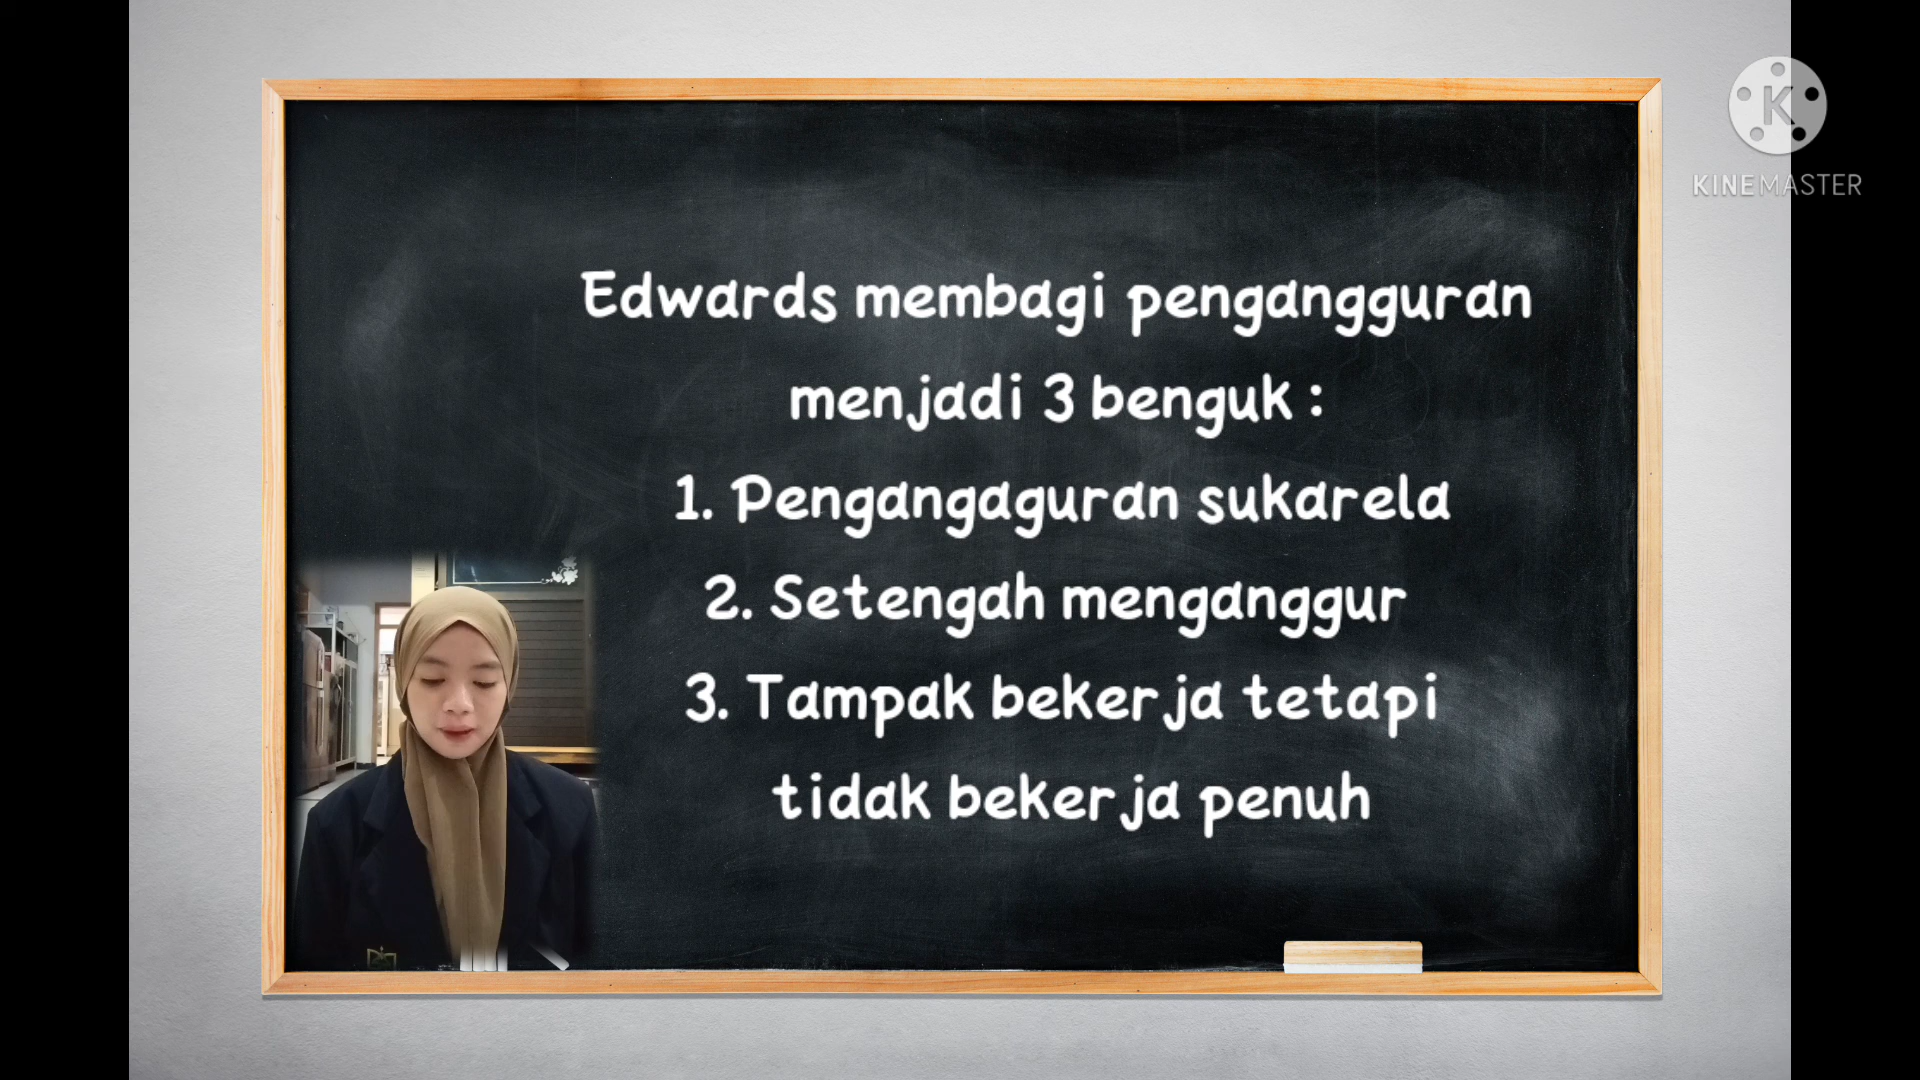 KINEMASTER
Edwards membagi pengangguran
menjadi 3 benguk :
1. Pengangaguran sukarela
2. Setengah menganggur
3. Tampak bekerja tetapi
tidak bekerja penuh